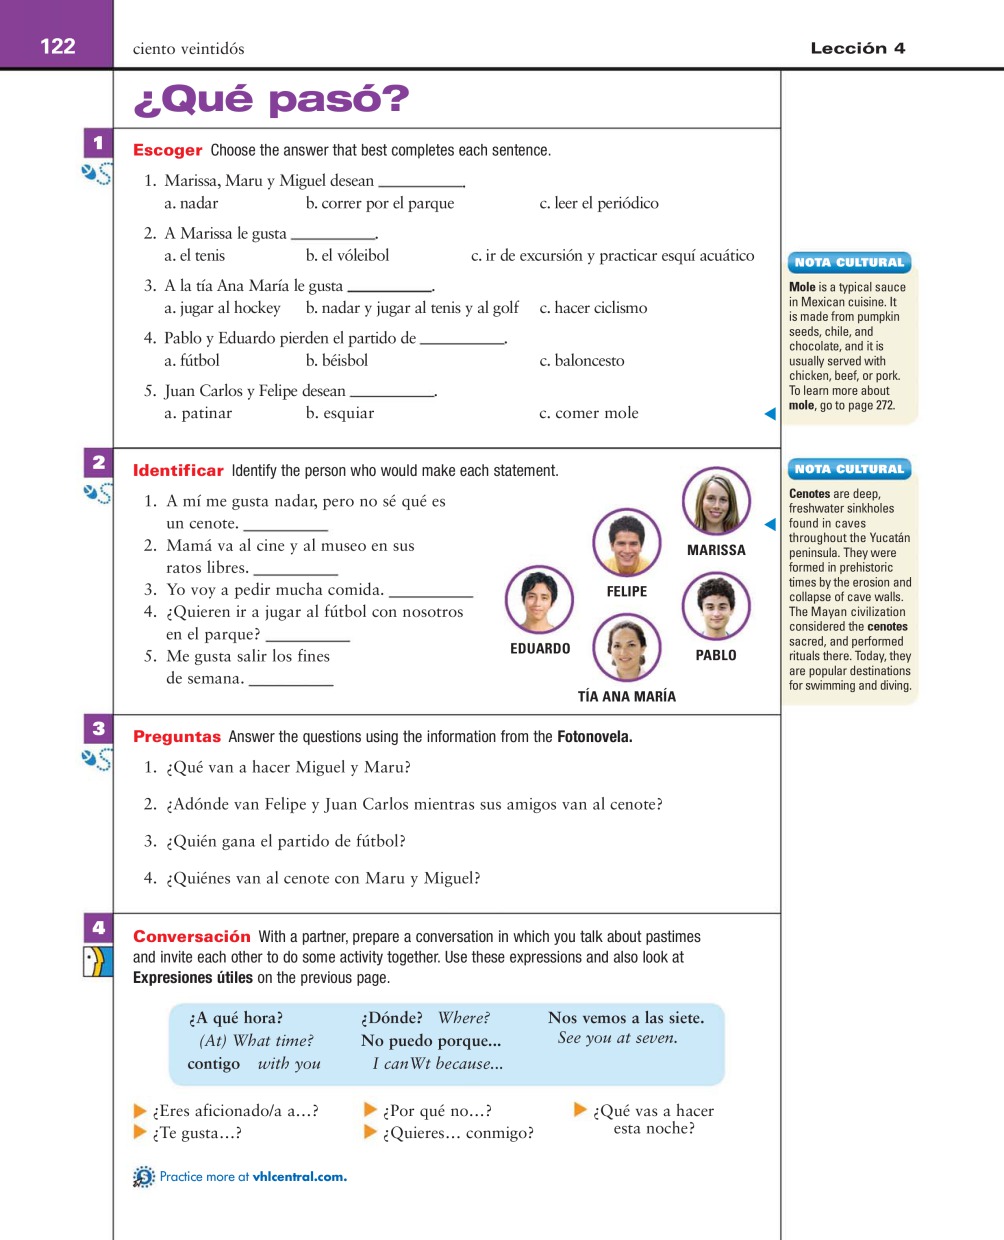 122
ciento veintidós
Lección 4
¿Qué pasó?
1
Escoger Choose the answer that best completes each sentence.
1. Marissa, Maru y Miguel desean __________.
a. nadar b. correr por el parque c. leer el periódico
2. A Marissa le gusta __________.
a. el tenis b. el vóleibol c. ir de excursión y practicar esquí acuático
3. A la tía Ana María le gusta __________.
a. jugar al hockey b. nadar y jugar al tenis y al golf c. hacer ciclismo
4. Pablo y Eduardo pierden el partido de __________.
a. fútbol b. béisbol c. baloncesto
5. Juan Carlos y Felipe desean __________.
a. patinar b. esquiar c. comer mole
NOTA CULTURAL
Mole is a typical sauce
in Mexican cuisine. It
is made from pumpkin
seeds, chile, and
chocolate, and it is
usually served with
chicken, beef, or pork.
To learn more about
mole, go to page 272.
2
Identificar Identify the person who would make each statement.
1. A mí me gusta nadar, pero no sé qué es
un cenote. __________
2. Mamá va al cine y al museo en sus
ratos libres. __________
3. Yo voy a pedir mucha comida. __________
4. ¿Quieren ir a jugar al fútbol con nosotros
en el parque? __________
5. Me gusta salir los fines
de semana. __________
MARISSA
FELIPE
EDUARDO
PABLO
TÍA ANA MARÍA
NOTA CULTURAL
Cenotes are deep,
freshwater sinkholes
found in caves
throughout the Yucatán
peninsula. They were
formed in prehistoric
times by the erosion and
collapse of cave walls.
The Mayan civilization
considered the cenotes
sacred, and performed
rituals there. Today, they
are popular destinations
for swimming and diving.
3
Preguntas Answer the questions using the information from the Fotonovela.
1. ¿Qué van a hacer Miguel y Maru?
2. ¿Adónde van Felipe y Juan Carlos mientras sus amigos van al cenote?
3. ¿Quién gana el partido de fútbol?
4. ¿Quiénes van al cenote con Maru y Miguel?
4
Conversación With a partner, prepare a conversation in which you talk about pastimes
and invite each other to do some activity together. Use these expressions and also look at
Expresiones útiles on the previous page.
¿A qué hora? ¿Dónde? Where? Nos vemos a las siete.
(At) What time? No puedo porque... See you at seven.
contigo with you I canWt because...
¿Eres aficionado/a a…? ¿Por qué no…? ¿Qué vas a hacer
¿Te gusta…? ¿Quieres… conmigo? esta noche?
Practice more at vhlcentral.com.